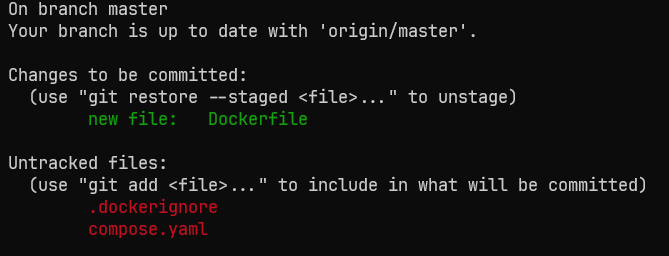 On branch master
Your branch is up to date with 'origin/master'.
Changes to be committed:
  (use "git restore --staged <file>..." to unstage)
        new file:   Dockerfile
Untracked files:
  (use "git add <file>..." to include in what will be committed)
        .dockerignore
        compose.yaml